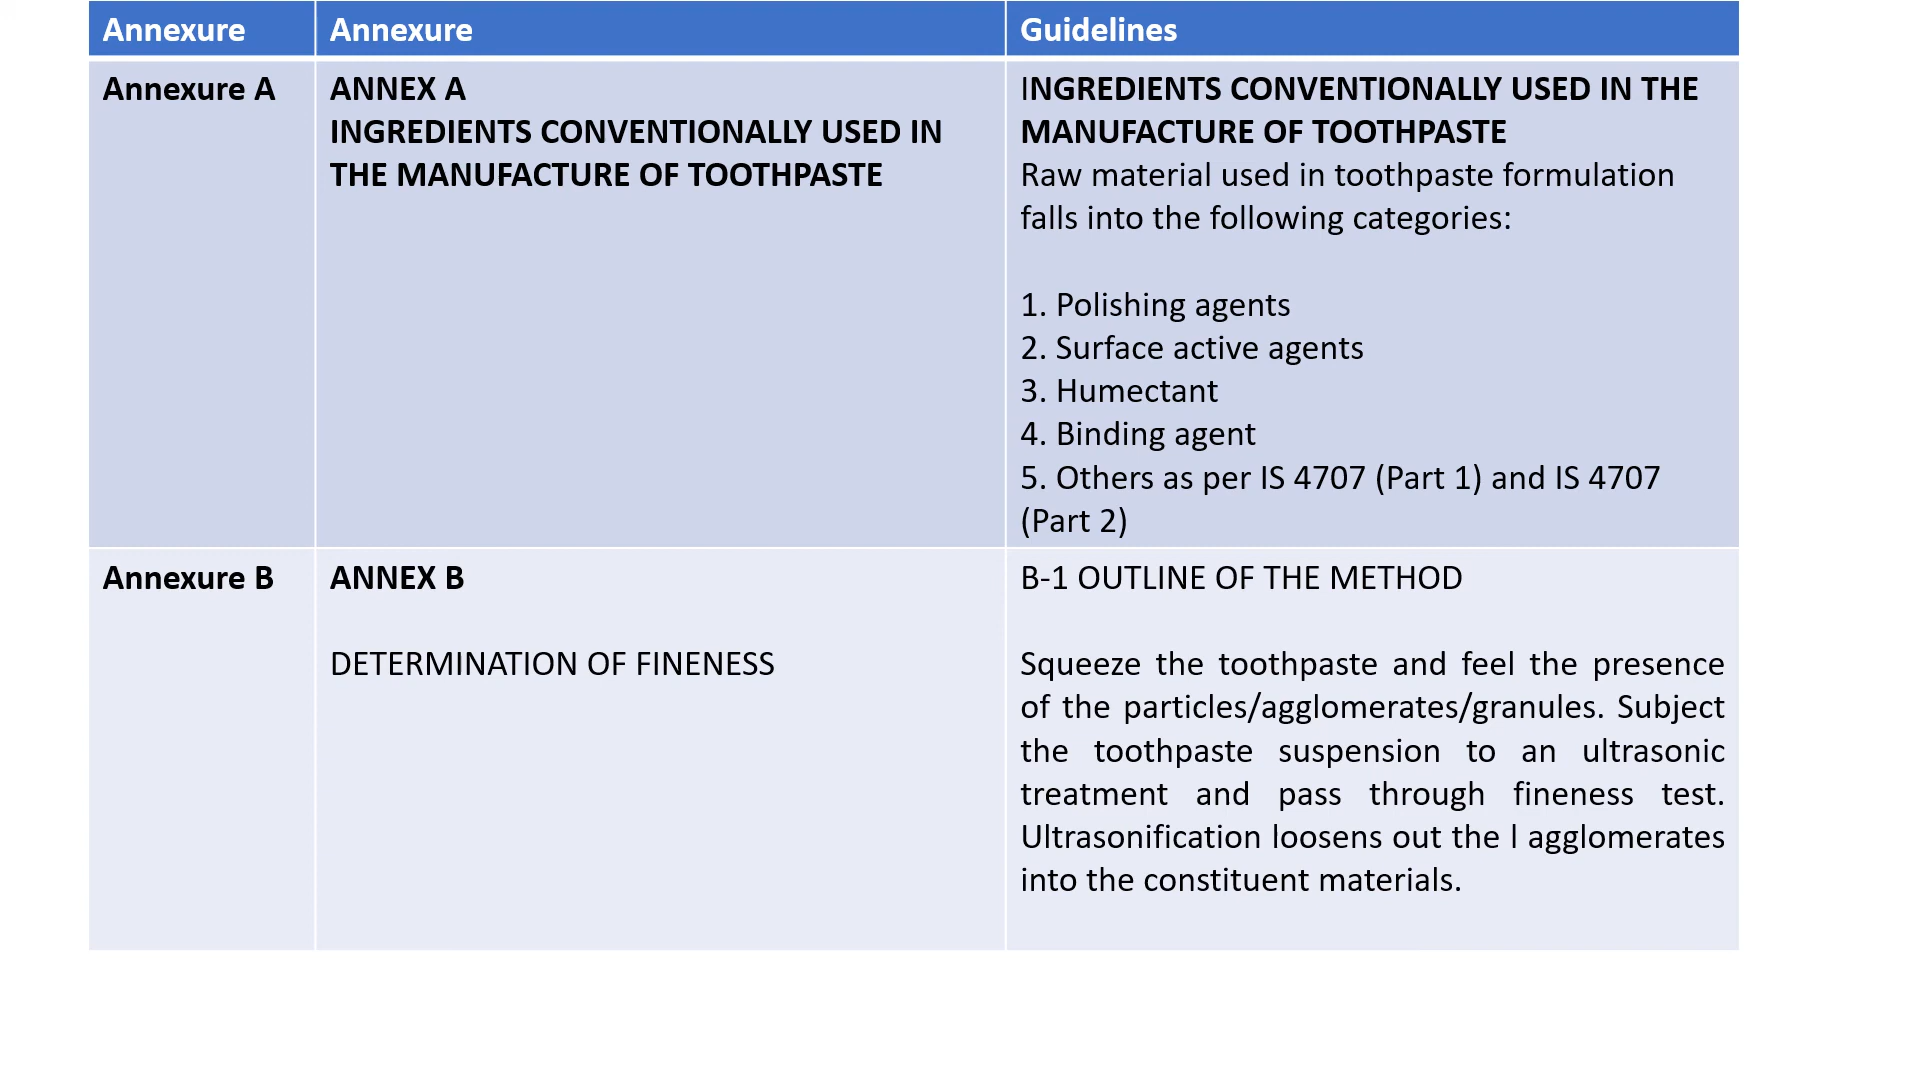 Annexure
Annexure
Guidelines
Annexure A
ANNEX A
INGREDIENTS CONVENTIONALLY USED IN
THE MANUFACTURE OF TOOTHPASTE
INGREDIENTS CONVENTIONALLY USED IN THE
MANUFACTURE OF TOOTHPASTE
Raw material used in toothpaste formulation
falls into the following categories:
1. Polishing agents
2. Surface active agents
3. Humectant
4. Binding agent
5. Others as per IS 4707 (Part 1) and IS 4707
(Part 2)
Annexure B
ANNEX B
DETERMINATION OF FINENESS
B-1 OUTLINE OF THE METHOD
Squeeze the toothpaste and feel the presence
of the particles/agglomerates/granules. Subject
the toothpaste suspension to an ultrasonic
treatment and pass through fineness test.
Ultrasonification loosens out the l agglomerates
into the constituent materials.